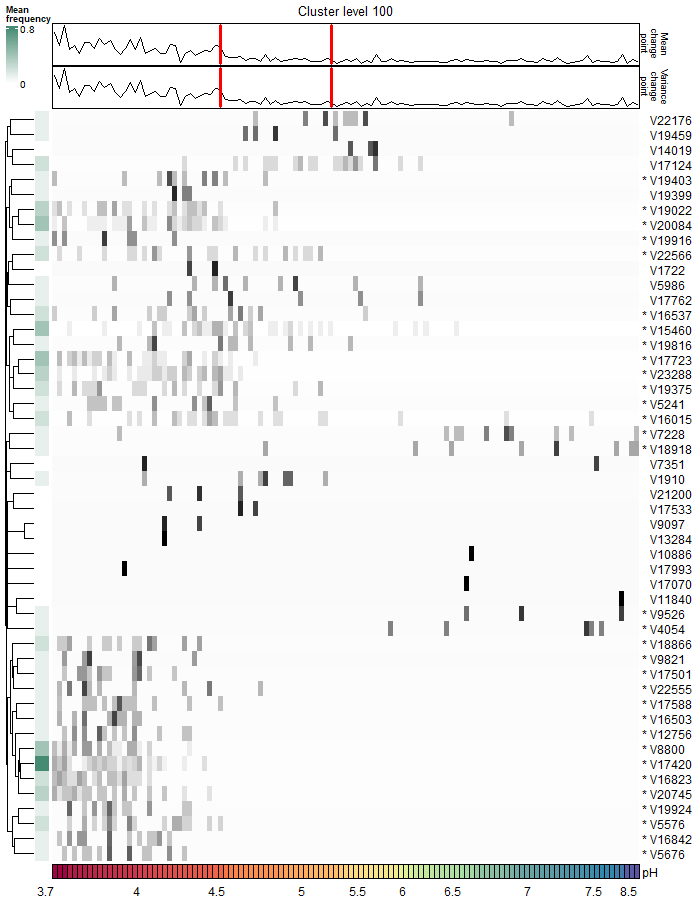 Mean
frequency
0.8
0
Cluster level 100
Mean
change
point
Variance
change
point
V22176
V19459
V14019
V17124
* V19403
V19399
* V19022
* V20084
* V19916
* V22566
V1722
V5986
V17762
* V16537
* V15460
* V19816
* V17723
* V23288
* V19375
* V5241
* V16015
* V7228
* V18918
V7351
V1910
V21200
V17533
V9097
V13284
V10886
V17993
V17070
V11840
* V9526
* V4054
* V18866
* V9821
* V17501
* V22555
* V17588
* V16503
* V12756
* V8800
* V17420
* V16823
* V20745
* V19924
* V5576
* V16842
* V5676
pH
3.7 4 4.5 5 5.5 6 6.5 7 7.5 8.5